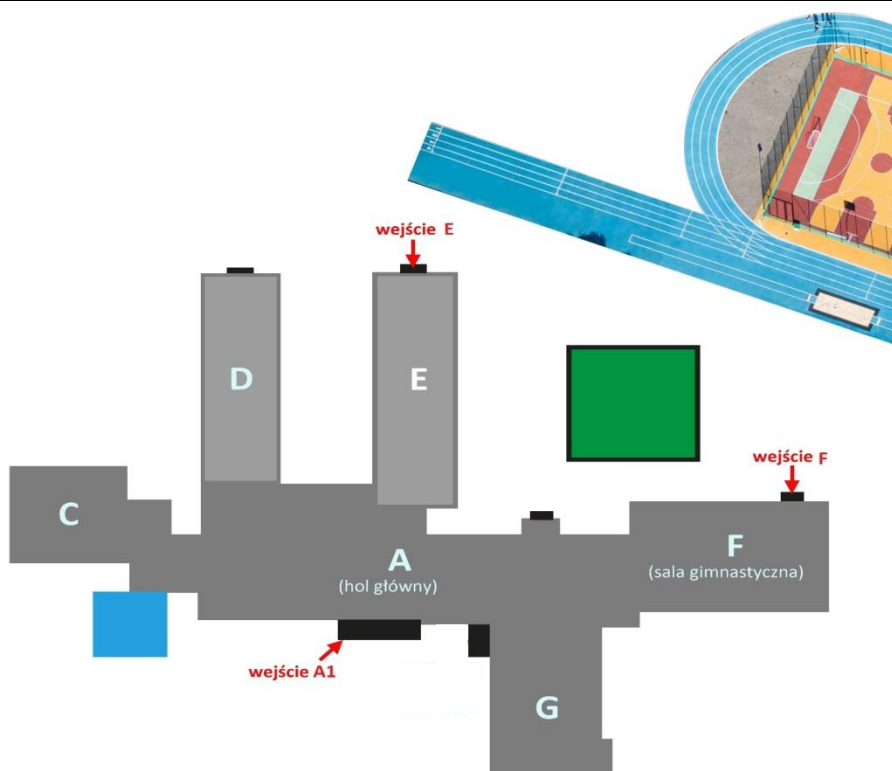 wejście E
D
E
wejście F
C
A
(hol główny)
F
(sala gimnastyczna)
wejście A1
G